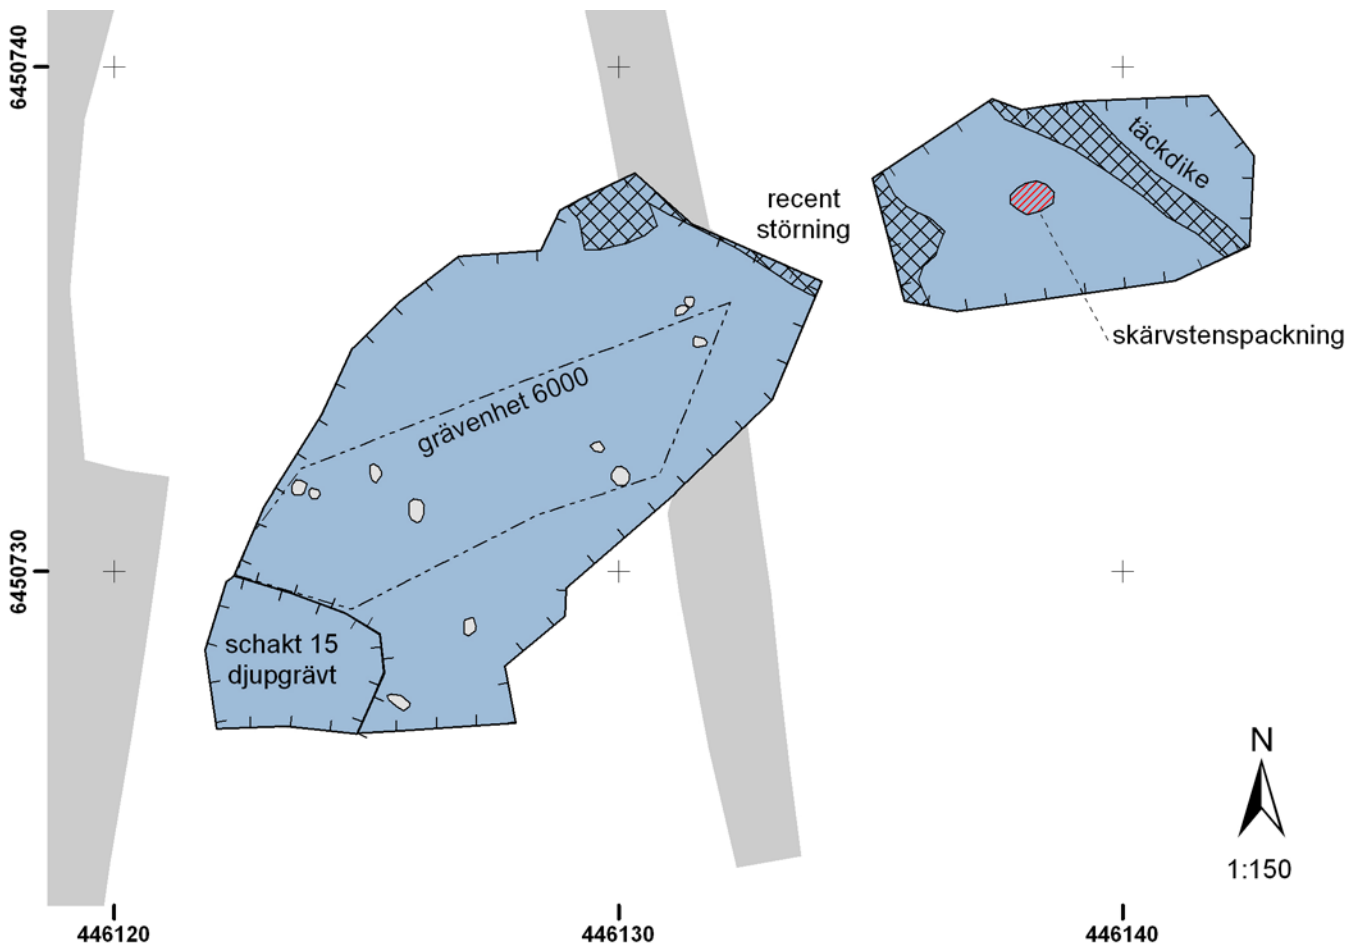 6450740
täckdike
recent
störning
skärvstenspackning
grävenhet 6000
6450730
schakt 15
djupgrävt
N
1:150
446120
446130
446140